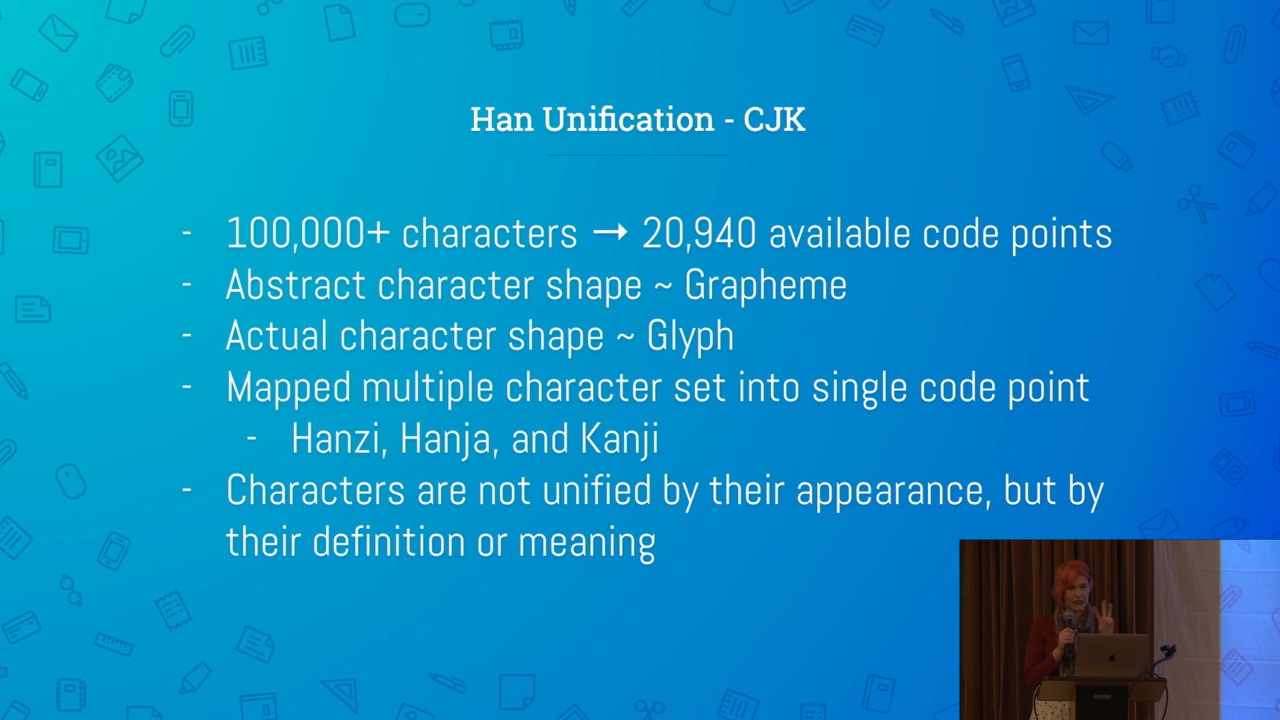 Han Unification - CJK
- 100,000+ characters → 20,940 available code points
- Abstract character shape ~ Grapheme
- Actual character shape ~ Glyph
- Mapped multiple character set into single code point
- Hanzi, Hanja, and Kanji
- Characters are not unified by their appearance, but by
their definition or meaning